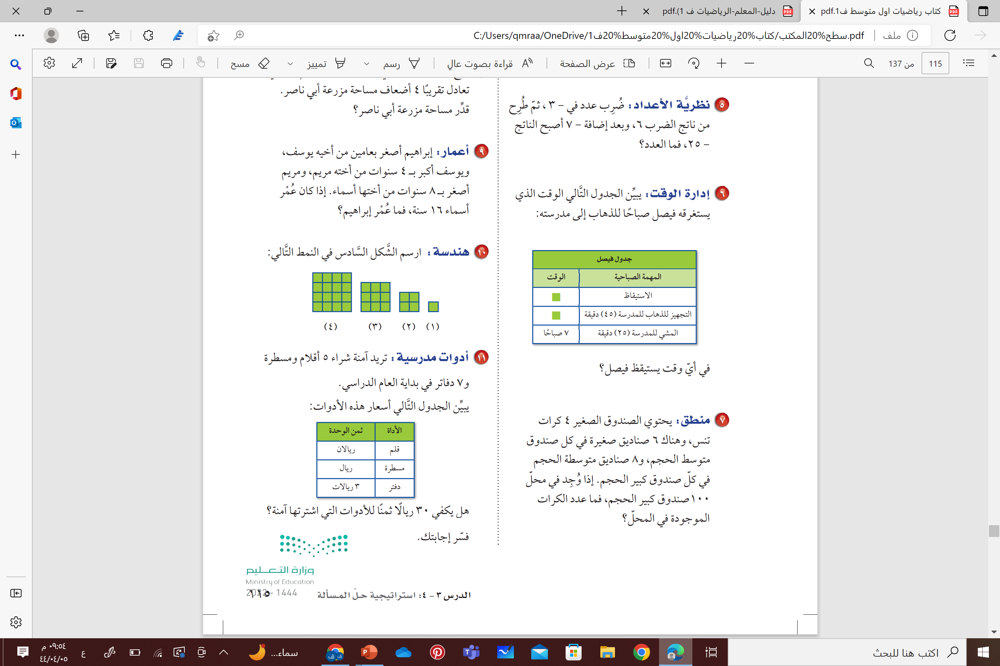 كتاب رياضيات اول متوسط ف1.pdf
دليل-المعلم-الرياضيات ف 1).pdf
ملف
C:/Users/qmraa/OneDrive/سطح%20المكتب/كتاب%20رياضيات%20اول%20متوسط%20ف1.pdf
115
من 137
عرض الصفحة
قراءة بصوت عالٍ
رسم
تمييز
مسح
٥ نظريَّة الأعداد: ضُرِب عدد في – ٣، ثمّ طُرِح
من ناتج الضرب ٦، وبعد إضافة – ٧ أصبح الناتج
– ٢٥، فما العدد؟
٦ إدارة الوقت: يبيِّن الجدول التَّالي الوقت الذي
يستغرقه فيصل صباحًا للذهاب إلى مدرسته:
جدول فيصل
المهمة الصباحية الوقت
الاستيقاظ
التجهيز للذهاب للمدرسة (٤٥) دقيقة
المشي للمدرسة (٢٥) دقيقة ٧ صباحًا
في أيّ وقت يستيقظ فيصل؟
٧ منطق: يحتوي الصندوق الصغير ٤ كرات
تنس، وهناك ٦ صناديق صغيرة في كل صندوق
متوسط الحجم، و٨ صناديق متوسطة الحجم
في كلّ صندوق كبير الحجم. إذا وُجِد في محلّ
١٠٠ صندوق كبير الحجم، فما عدد الكرات
الموجودة في المحلّ؟
تعادل تقريبًا ٤ أضعاف مساحة مزرعة أبي ناصر.
قدِّر مساحة مزرعة أبي ناصر؟
٩ أعمار: إبراهيم أصغر بعامين من أخيه يوسف،
ويوسف أكبر بـ ٤ سنوات من أخته مريم، ومريم
أصغر بـ ٨ سنوات من أختها أسماء. إذا كان عُمْر
أسماء ١٦ سنة، فما عُمْر إبراهيم؟
١٠ هندسة: ارسم الشَّكل السَّادس في النمط التَّالي:
(١) (٢) (٣) (٤)
١١ أدوات مدرسية: تريد آمنة شراء ٥ أقلام ومسطرة
و٧ دفاتر في بداية العام الدراسي.
يبيِّن الجدول التَّالي أسعار هذه الأدوات:
الأداة ثمن الوحدة
قلم ريالان
مسطرة ريال
دفتر ٣ ريالات
هل يكفي ٣٠ ريالًا ثمنًا للأدوات التي اشترتها آمنة؟
فسّر إجابتك.
وزارة التعليم
Ministry of Education
2022 - 1444
الدرس ٣ – ٤: استراتيجية حلّ المسألة ١١٥
اكتب هنا للبحث
سماء...
ع
٠٩:٥٤ م
٤٤/٠٤/٠٥